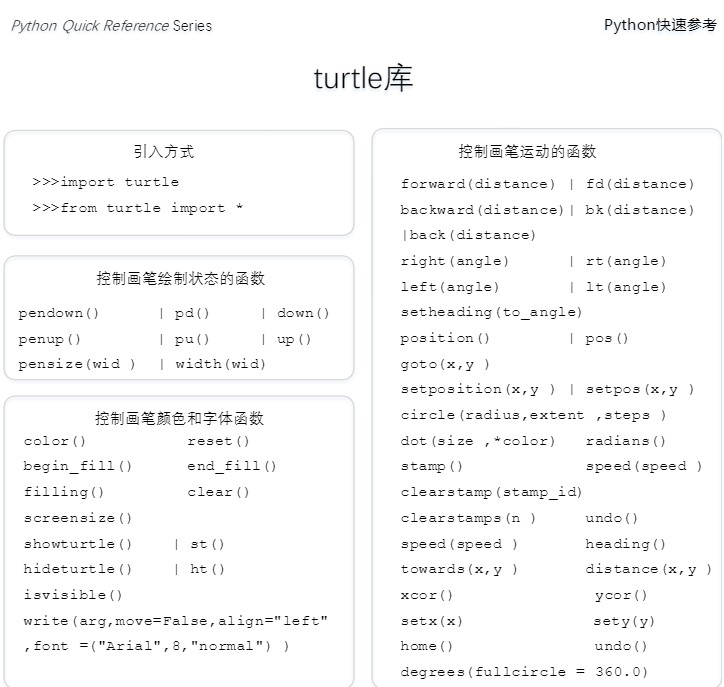 Python Quick Reference Series
Python快速参考
turtle库
引入方式
>>>import turtle
>>>from turtle import *
控制画笔绘制状态的函数
pendown() | pd() | down()
penup() | pu() | up()
pensize(wid ) | width(wid)
控制画笔颜色和字体函数
color() reset()
begin_fill() end_fill()
filling() clear()
screensize()
showturtle() | st()
hideturtle() | ht()
isvisible()
write(arg,move=False,align="left"
,font =("Arial",8,"normal") )
控制画笔运动的函数
forward(distance) | fd(distance)
backward(distance)| bk(distance)
|back(distance)
right(angle) | rt(angle)
left(angle) | lt(angle)
setheading(to_angle)
position() | pos()
goto(x,y )
setposition(x,y ) | setpos(x,y )
circle(radius,extent ,steps )
dot(size ,*color) radians()
stamp() speed(speed )
clearstamp(stamp_id)
clearstamps(n ) undo()
speed(speed ) heading()
towards(x,y ) distance(x,y )
xcor() ycor()
setx(x) sety(y)
home() undo()
degrees(fullcircle = 360.0)